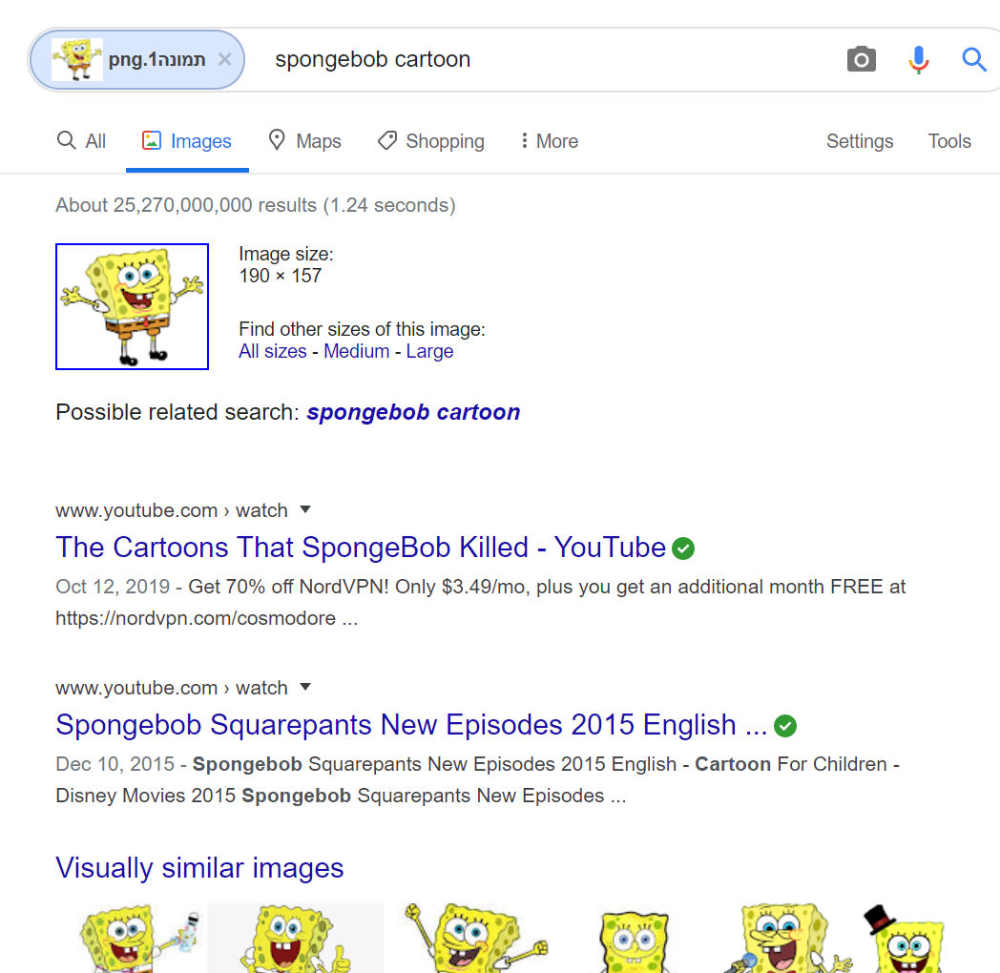 תמונה1.png × spongebob cartoon
All Images Maps Shopping More Settings Tools
About 25,270,000,000 results (1.24 seconds)
Image size:
190 × 157
Find other sizes of this image:
All sizes - Medium - Large
Possible related search: spongebob cartoon
www.youtube.com › watch
The Cartoons That SpongeBob Killed - YouTube
Oct 12, 2019 - Get 70% off NordVPN! Only $3.49/mo, plus you get an additional month FREE at
https://nordvpn.com/cosmodore ...
www.youtube.com › watch
Spongebob Squarepants New Episodes 2015 English ...
Dec 10, 2015 - Spongebob Squarepants New Episodes 2015 English - Cartoon For Children -
Disney Movies 2015 Spongebob Squarepants New Episodes ...
Visually similar images